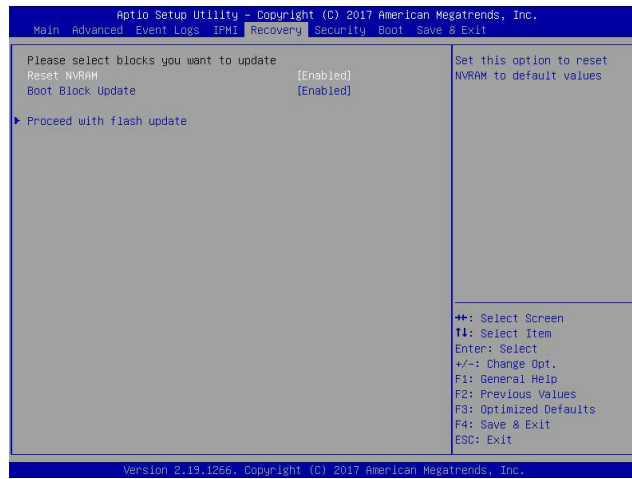 Aptio Setup Utility – Copyright (C) 2017 American Megatrends, Inc.
Main Advanced Event Logs IPMI Recovery Security Boot Save & Exit
Please select blocks you want to update
Reset NVRAM [Enabled]
Boot Block Update [Enabled]
► Proceed with flash update
Set this option to reset
NVRAM to default values
→←: Select Screen
↑↓: Select Item
Enter: Select
+/-: Change Opt.
F1: General Help
F2: Previous Values
F3: Optimized Defaults
F4: Save & Exit
ESC: Exit
Version 2.19.1266. Copyright (C) 2017 American Megatrends, Inc.